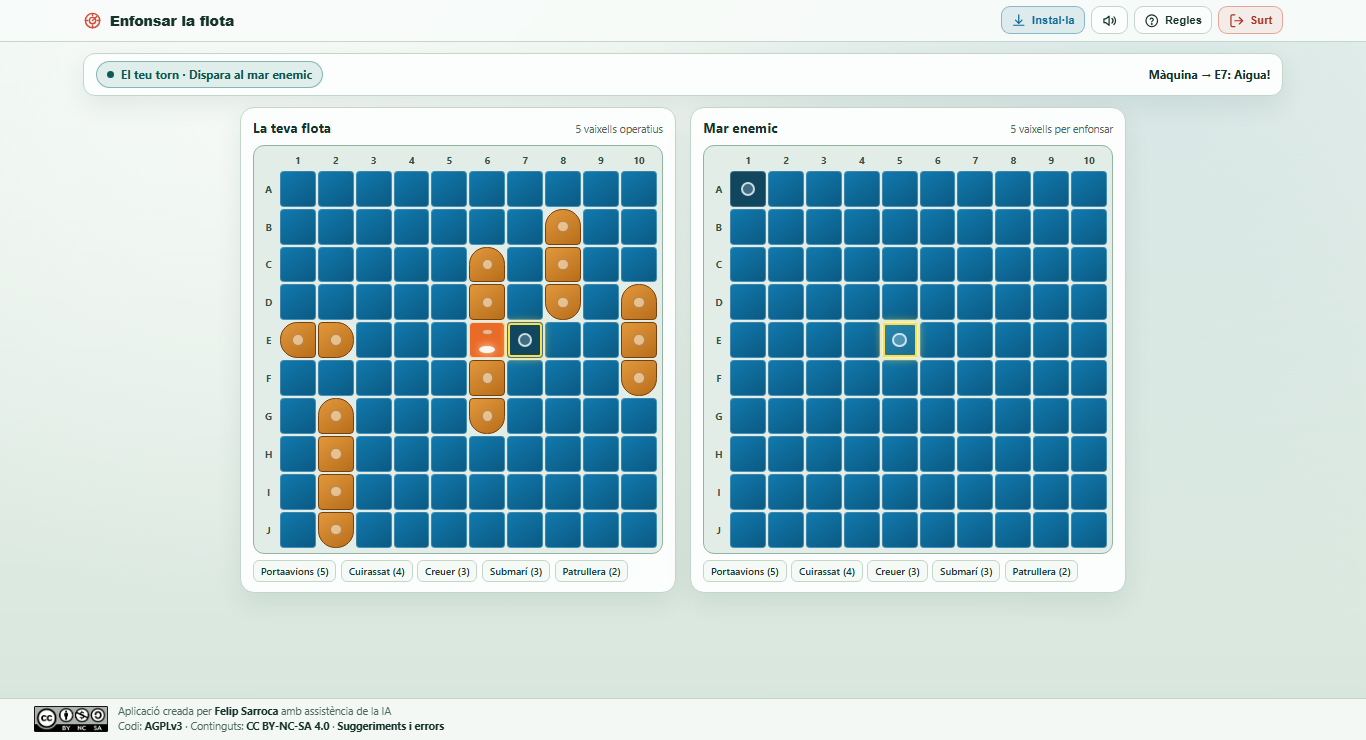 Enfonsar la flota
Instal·la
Regles
Surt
El teu torn · Dispara al mar enemic
Màquina → E7: Aigua!
La teva flota
5 vaixells operatius
1 2 3 4 5 6 7 8 9 10
A
B
C
D
E
F
G
H
I
J
Portaavions (5)
Cuirassat (4)
Creuer (3)
Submarí (3)
Patrullera (2)
Mar enemic
5 vaixells per enfonsar
1 2 3 4 5 6 7 8 9 10
A
B
C
D
E
F
G
H
I
J
Portaavions (5)
Cuirassat (4)
Creuer (3)
Submarí (3)
Patrullera (2)
cc
BY NC SA
Aplicació creada per Felip Sarroca amb assistència de la IA
Codi: AGPLv3 · Continguts: CC BY-NC-SA 4.0 · Suggeriments i errors